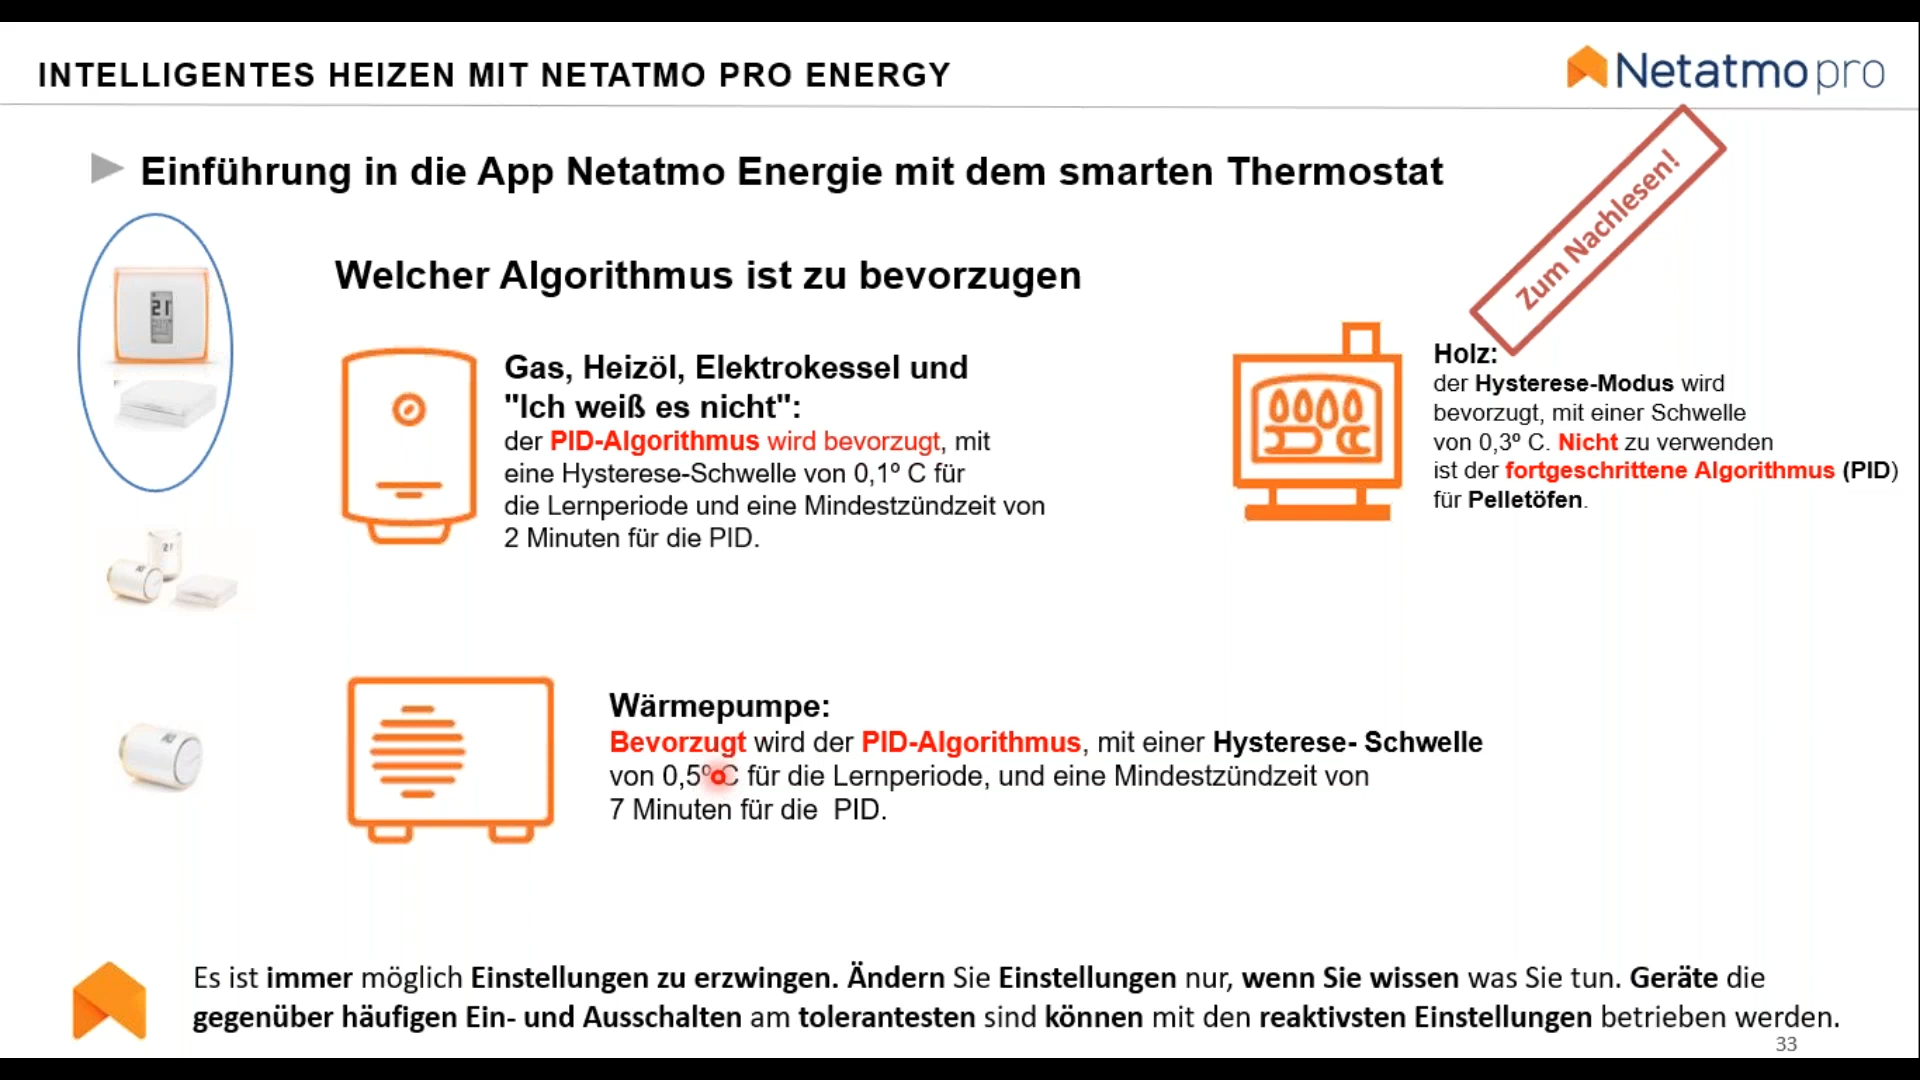 INTELLIGENTES HEIZEN MIT NETATMO PRO ENERGY
Netatmo pro
Einführung in die App Netatmo Energie mit dem smarten Thermostat
Zum Nachlesen!
Welcher Algorithmus ist zu bevorzugen
21
Gas, Heizöl, Elektrokessel und
"Ich weiß es nicht":
der PID-Algorithmus wird bevorzugt, mit
eine Hysterese-Schwelle von 0,1º C für
die Lernperiode und eine Mindestzündzeit von
2 Minuten für die PID.
Holz:
der Hysterese-Modus wird
bevorzugt, mit einer Schwelle
von 0,3º C. Nicht zu verwenden
ist der fortgeschrittene Algorithmus (PID)
für Pelletöfen.
Wärmepumpe:
Bevorzugt wird der PID-Algorithmus, mit einer Hysterese- Schwelle
von 0,5º C für die Lernperiode, und eine Mindestzündzeit von
7 Minuten für die PID.
Es ist immer möglich Einstellungen zu erzwingen. Ändern Sie Einstellungen nur, wenn Sie wissen was Sie tun. Geräte die
gegenüber häufigen Ein- und Ausschalten am tolerantesten sind können mit den reaktivsten Einstellungen betrieben werden.
33